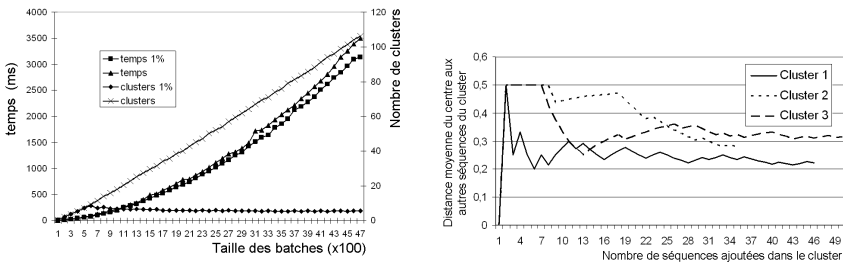 4000
3500
3000
2500
2000
1500
1000
500
0
temps (ms)
temps 1%
temps
clusters 1%
clusters
120
100
80
60
40
20
0
Nombre de clusters
1 3 5 7 9 11 13 15 17 19 21 23 25 27 29 31 33 35 37 39 41 43 45 47
Taille des batches (x100)
0,6
0,5
0,4
0,3
0,2
0,1
0
Distance moyenne du centre aux
autres séquences du cluster
Cluster 1
Cluster 2
Cluster 3
1 4 7 10 13 16 19 22 25 28 31 34 37 40 43 46 49
Nombre de séquences ajoutées dans le cluster